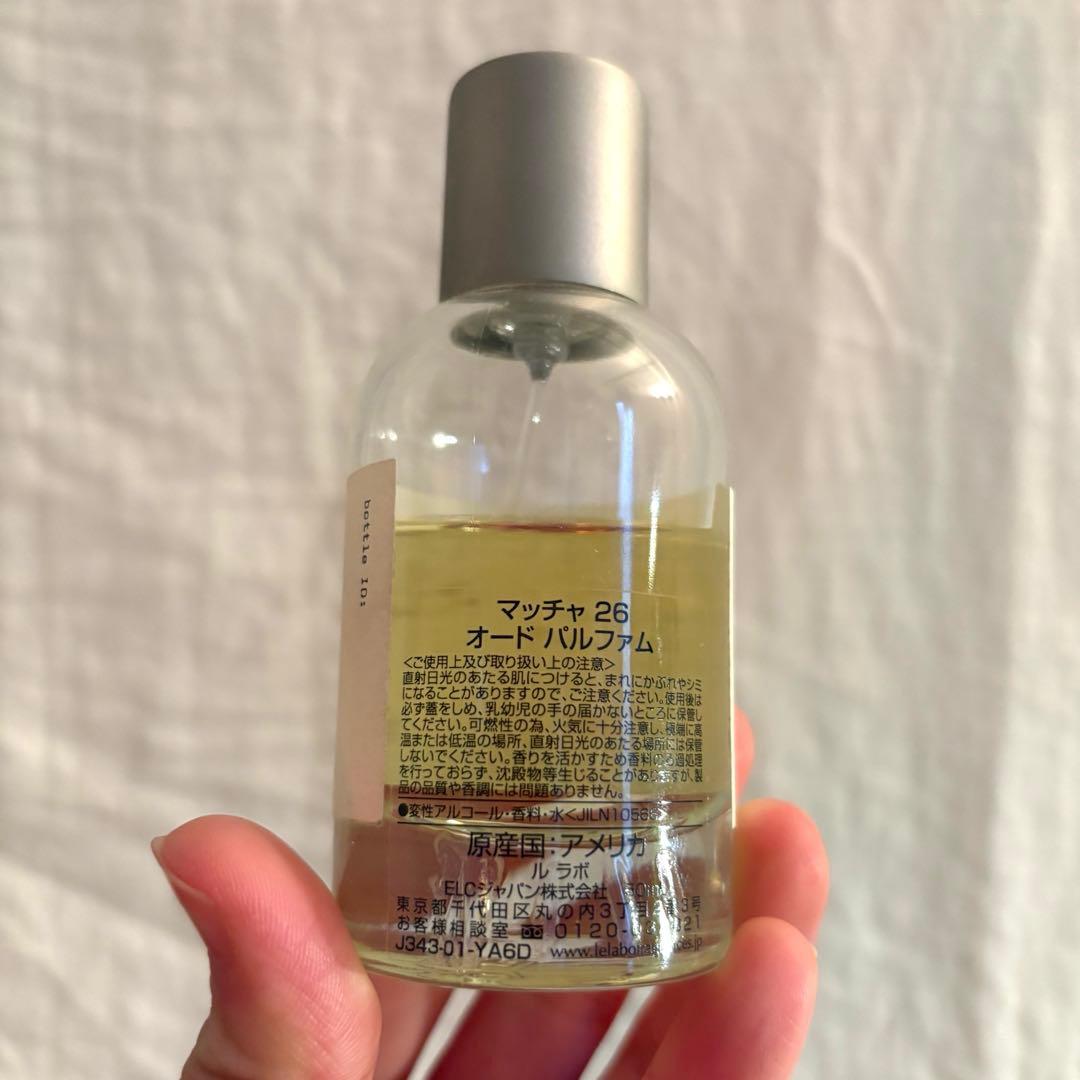 bottle ID:
マッチャ 26
オード パルファム
<ご使用上及び取り扱い上の注意>
直射日光のあたる肌につけると、まれにかぶれやシミ
になることがありますので、ご注意ください。使用後は
必ず蓋をしめ、乳幼児の手の届かないところに保管し
てください。可燃性の為、火気に十分注意し、極端に高
温または低温の場所、直射日光のあたる場所には保管
しないでください。香りを活かすため香料のろ過処理
を行っておらず、沈殿物等生じることがありますが、製
品の品質や香調には問題ありません。
●変性アルコール・香料・水<JILN1056
原産国:アメリカ
ル ラボ
ELCジャパン株式会社
東京都千代田区丸の内3丁目 号
お客様相談室 0120- 21
J343-01-YA6D www.lelabofragrances.jp